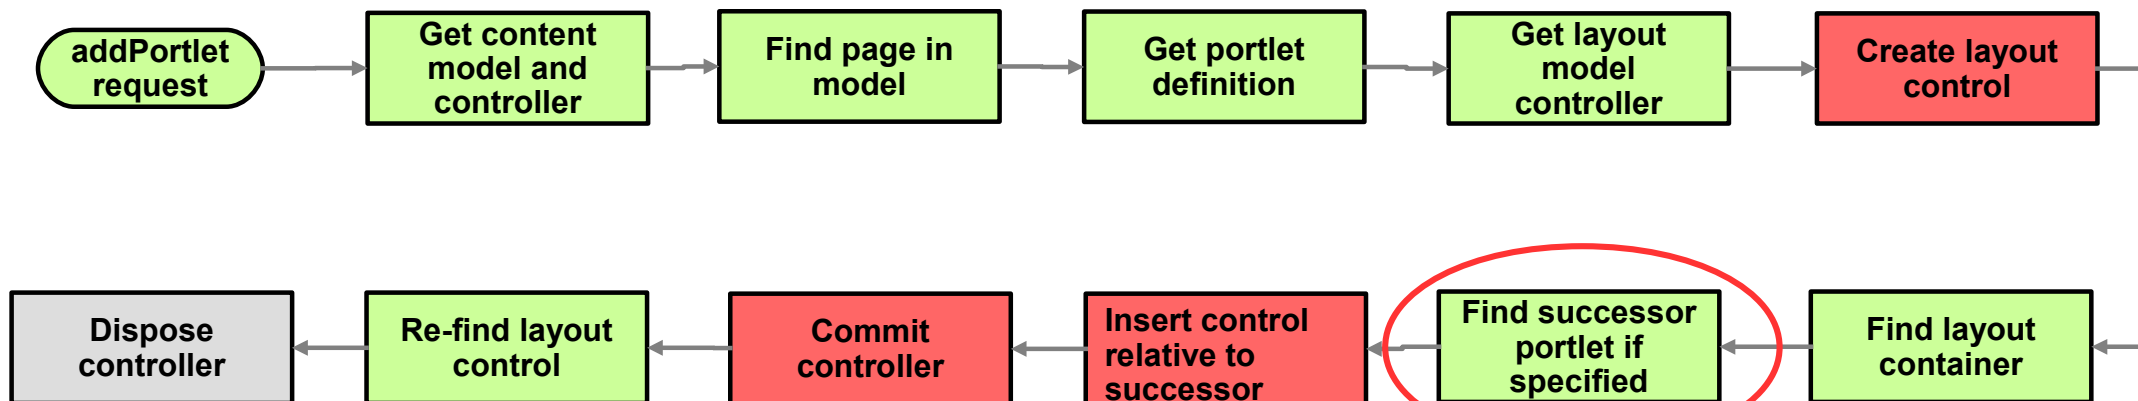 addPortlet
request
Get content
model and
controller
Find page in
model
Get portlet
definition
Get layout
model
controller
Create layout
control
Dispose
controller
Re-find layout
control
Commit
controller
Insert control
relative to
successor
Find successor
portlet if
specified
Find layout
container